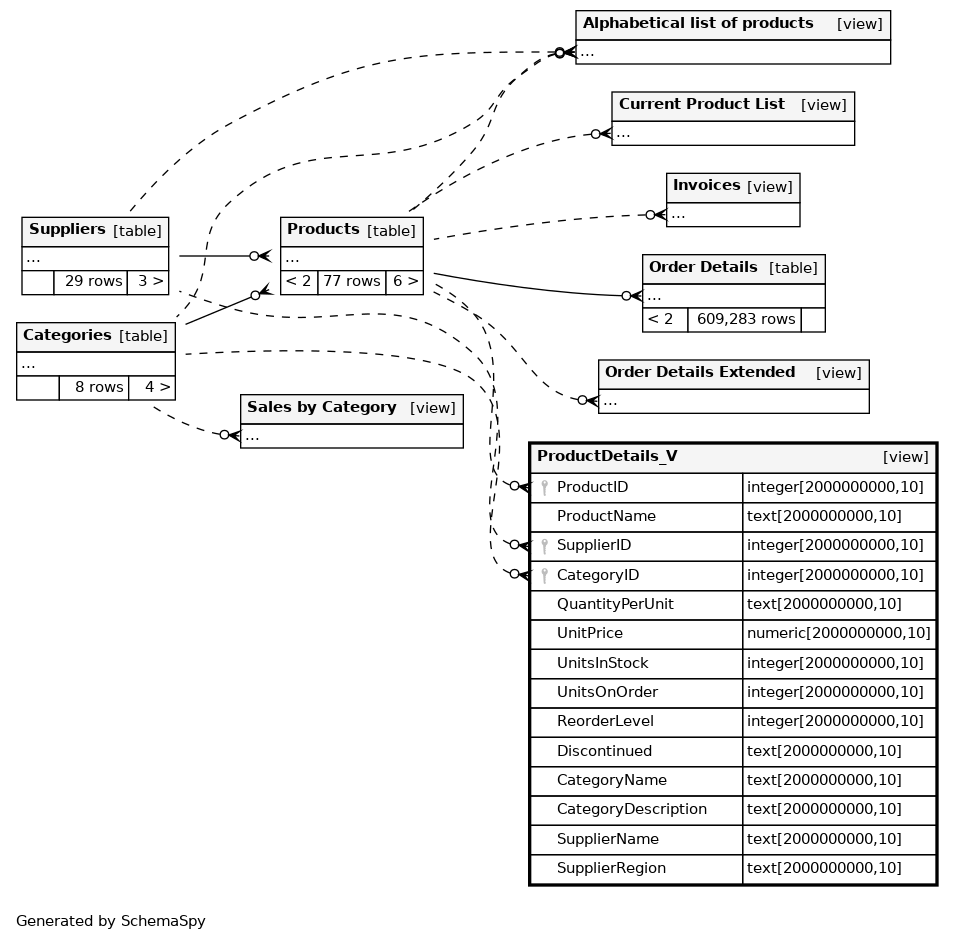 Alphabetical list of products [view]
...
Current Product List [view]
...
Invoices [view]
...
Suppliers [table]
...
29 rows 3 >
Products [table]
...
< 2 77 rows 6 >
Order Details [table]
...
< 2 609,283 rows
Categories [table]
...
8 rows 4 >
Order Details Extended [view]
...
Sales by Category [view]
...
ProductDetails_V [view]
ProductID integer[2000000000,10]
ProductName text[2000000000,10]
SupplierID integer[2000000000,10]
CategoryID integer[2000000000,10]
QuantityPerUnit text[2000000000,10]
UnitPrice numeric[2000000000,10]
UnitsInStock integer[2000000000,10]
UnitsOnOrder integer[2000000000,10]
ReorderLevel integer[2000000000,10]
Discontinued text[2000000000,10]
CategoryName text[2000000000,10]
CategoryDescription text[2000000000,10]
SupplierName text[2000000000,10]
SupplierRegion text[2000000000,10]
Generated by SchemaSpy